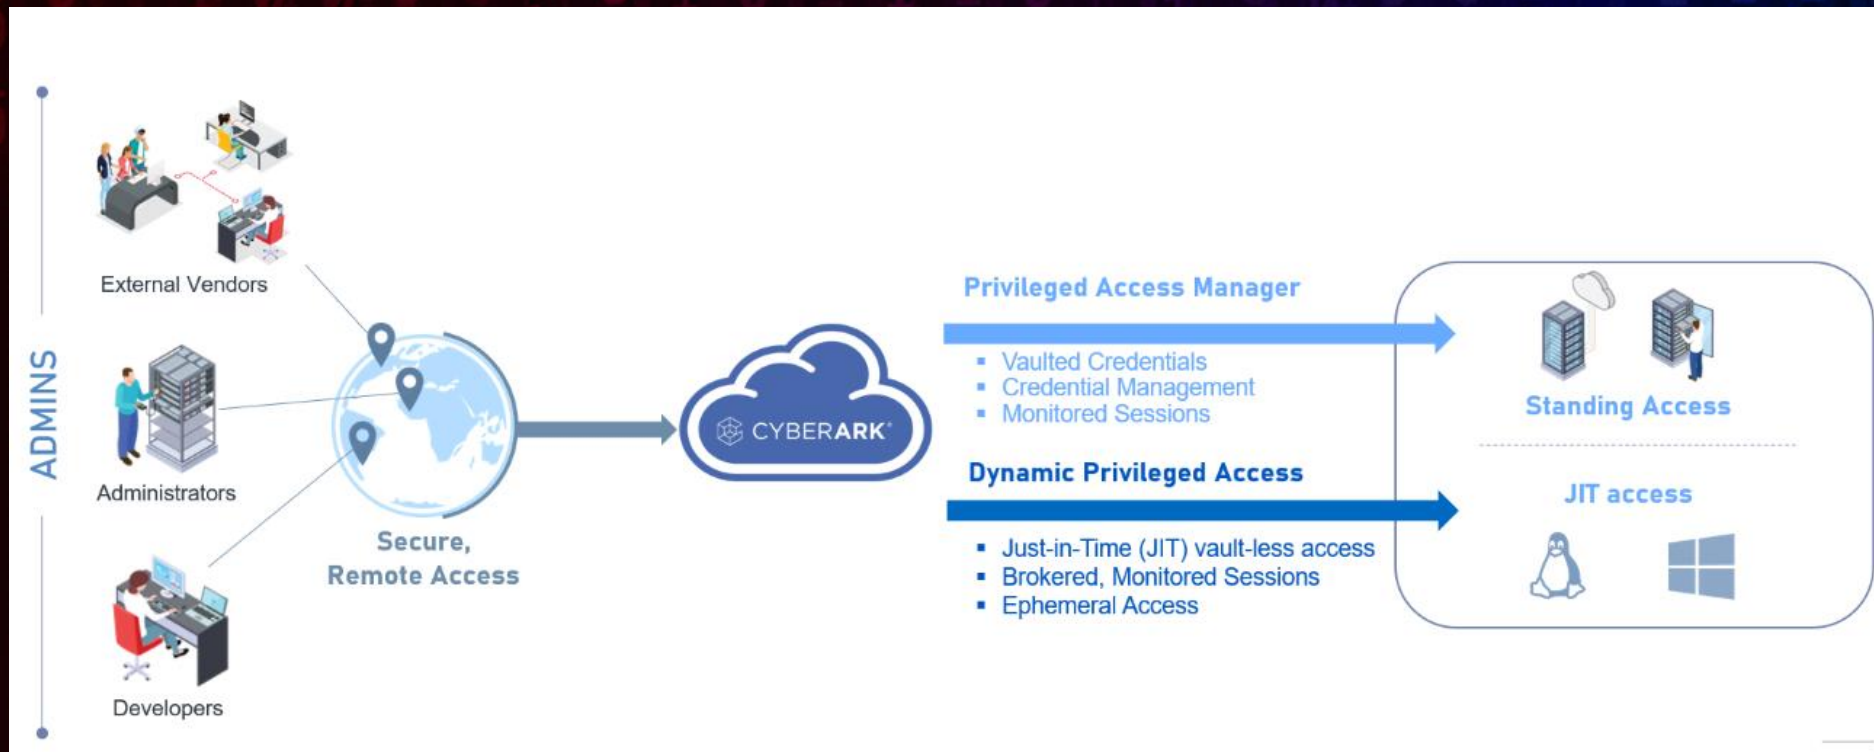 ADMINS
External Vendors
Administrators
Developers
Secure,
Remote Access
CYBERARK®
Privileged Access Manager
▪ Vaulted Credentials
▪ Credential Management
▪ Monitored Sessions
Dynamic Privileged Access
▪ Just-in-Time (JIT) vault-less access
▪ Brokered, Monitored Sessions
▪ Ephemeral Access
Standing Access
JIT access